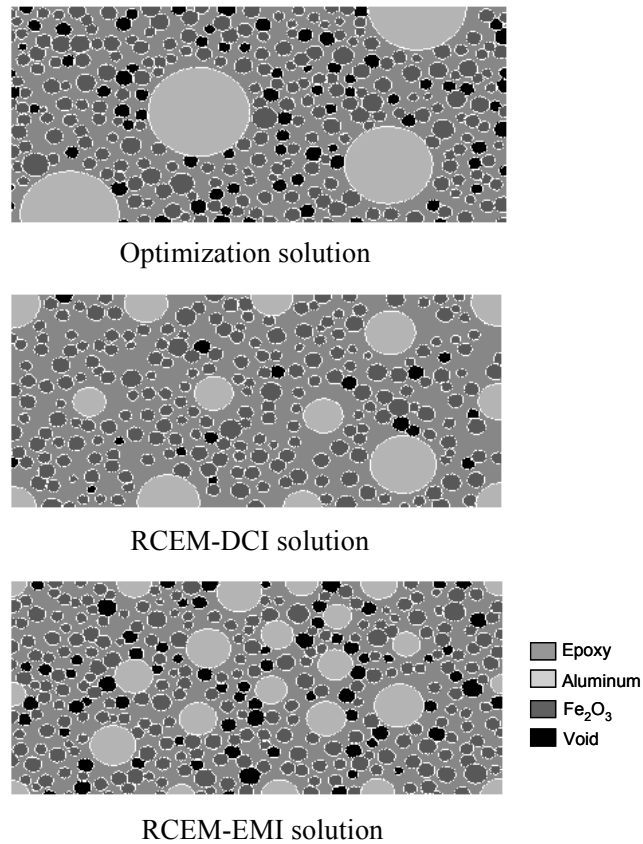 Optimization solution
RCEM-DCI solution
Epoxy
Aluminum
Fe₂O₃
Void
RCEM-EMI solution